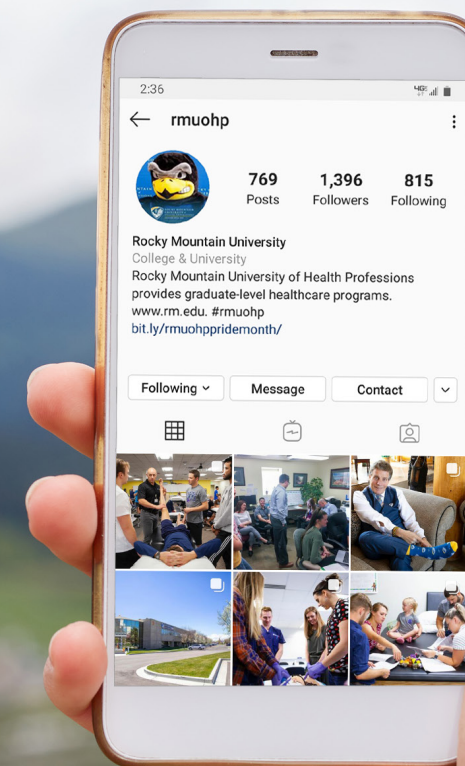 2:36
4GE
rmuohp
769
1,396
815
Posts
Followers
Following
Rocky Mountain University
College & University
Rocky Mountain University of Health Professions
provides graduate-level healthcare programs.
www.rm.edu. #rmuohp
bit.ly/rmuohppridemonth/
Following
Message
Contact